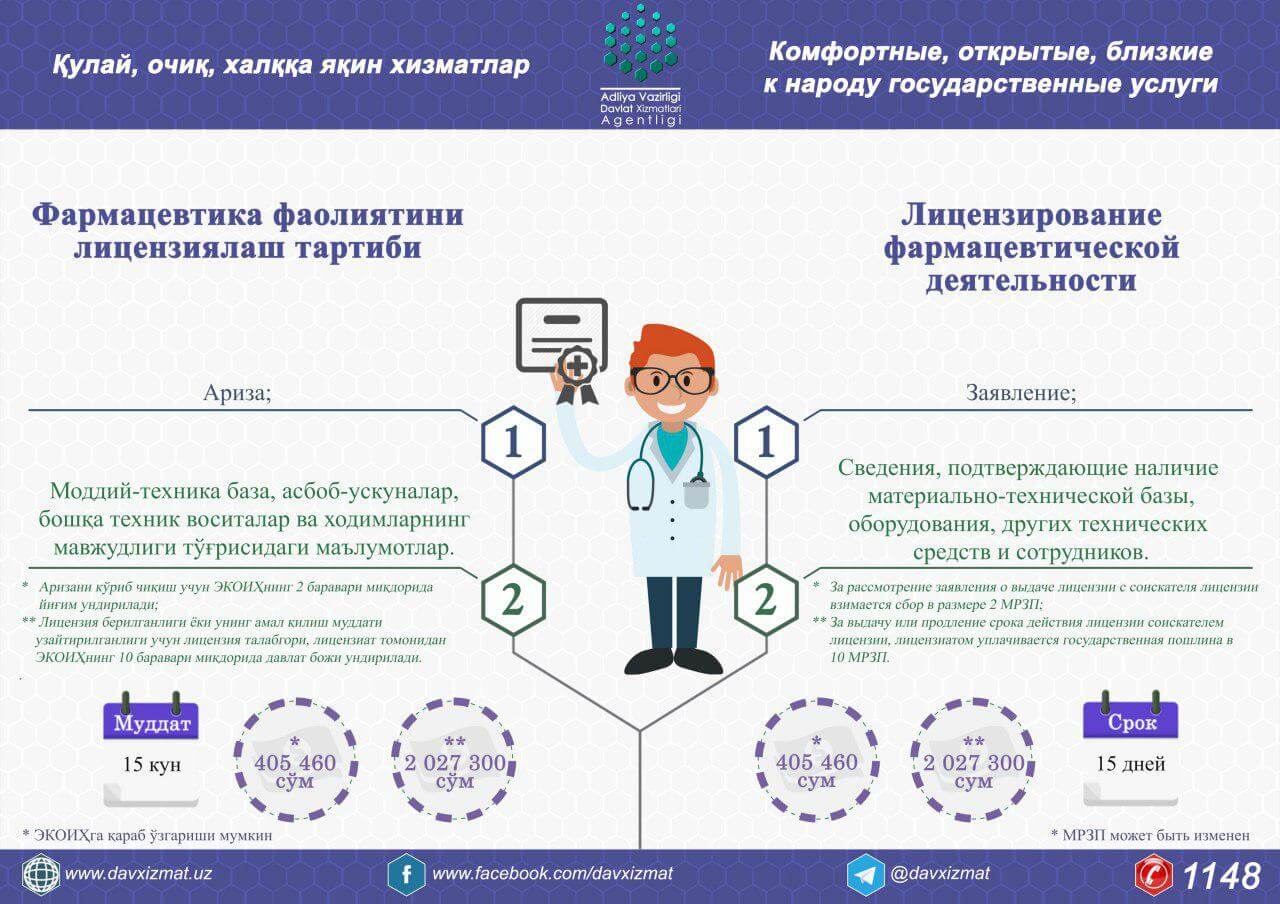 Қулай, очиқ, халққа яқин хизматлар
Adliya Vazirligi
Davlat Xizmatlari
Agentligi
Комфортные, открытые, близкие
к народу государственные услуги
Фармацевтика фаолиятини
лицензиялаш тартиби
Ариза;
1
Моддий-техника база, асбоб-ускуналар,
бошқа техник воситалар ва ходимларнинг
мавжудлиги тўғрисидаги маълумотлар.
2
* Аризани кўриб чиқиш учун ЭКОИҲнинг 2 баравари миқдорида
йиғим ундирилади;
** Лицензия берилганлиги ёки унинг амал қилиш муддати
узайтирилганлиги учун лицензия талабгори, лицензиат томонидан
ЭКОИҲнинг 10 баравари миқдорида давлат божи ундирилади.
Муддат
15 кун
*
405 460
сўм
**
2 027 300
сўм
* ЭКОИҲга қараб ўзгариши мумкин
Лицензирование
фармацевтической
деятельности
Заявление;
1
Сведения, подтверждающие наличие
материально-технической базы,
оборудования, других технических
средств и сотрудников.
2
* За рассмотрение заявления о выдаче лицензии с соискателя лицензии
взимается сбор в размере 2 МРЗП;
** За выдачу или продление срока действия лицензии соискателем
лицензии, лицензиатом уплачивается государственная пошлина в
10 МРЗП.
*
405 460
сум
**
2 027 300
сум
Срок
15 дней
* МРЗП может быть изменен
www.davxizmat.uz
www.facebook.com/davxizmat
@davxizmat
1148